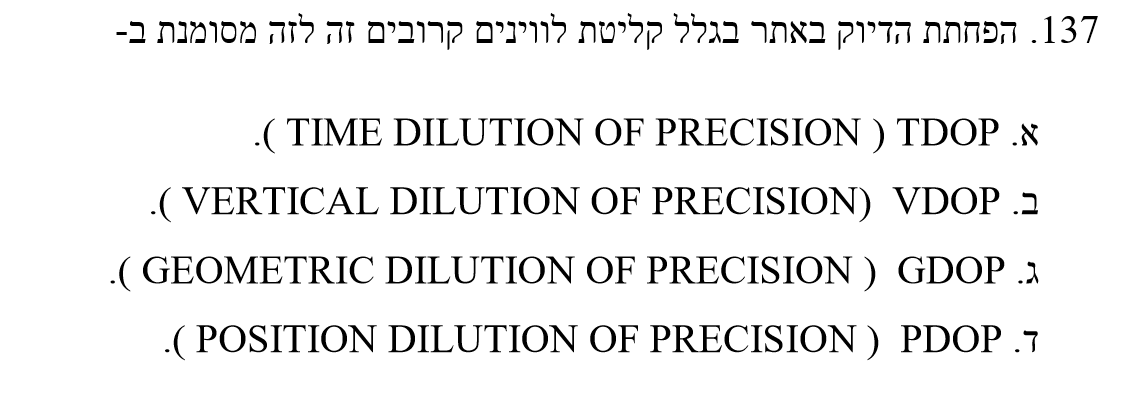 137. הפחתת הדיוק באתר בגלל קליטת לווינים קרובים זה לזה מסומנת ב-
א. TDOP ( TIME DILUTION OF PRECISION ).
ב. VDOP (VERTICAL DILUTION OF PRECISION ).
ג. GDOP ( GEOMETRIC DILUTION OF PRECISION ).
ד. PDOP ( POSITION DILUTION OF PRECISION ).